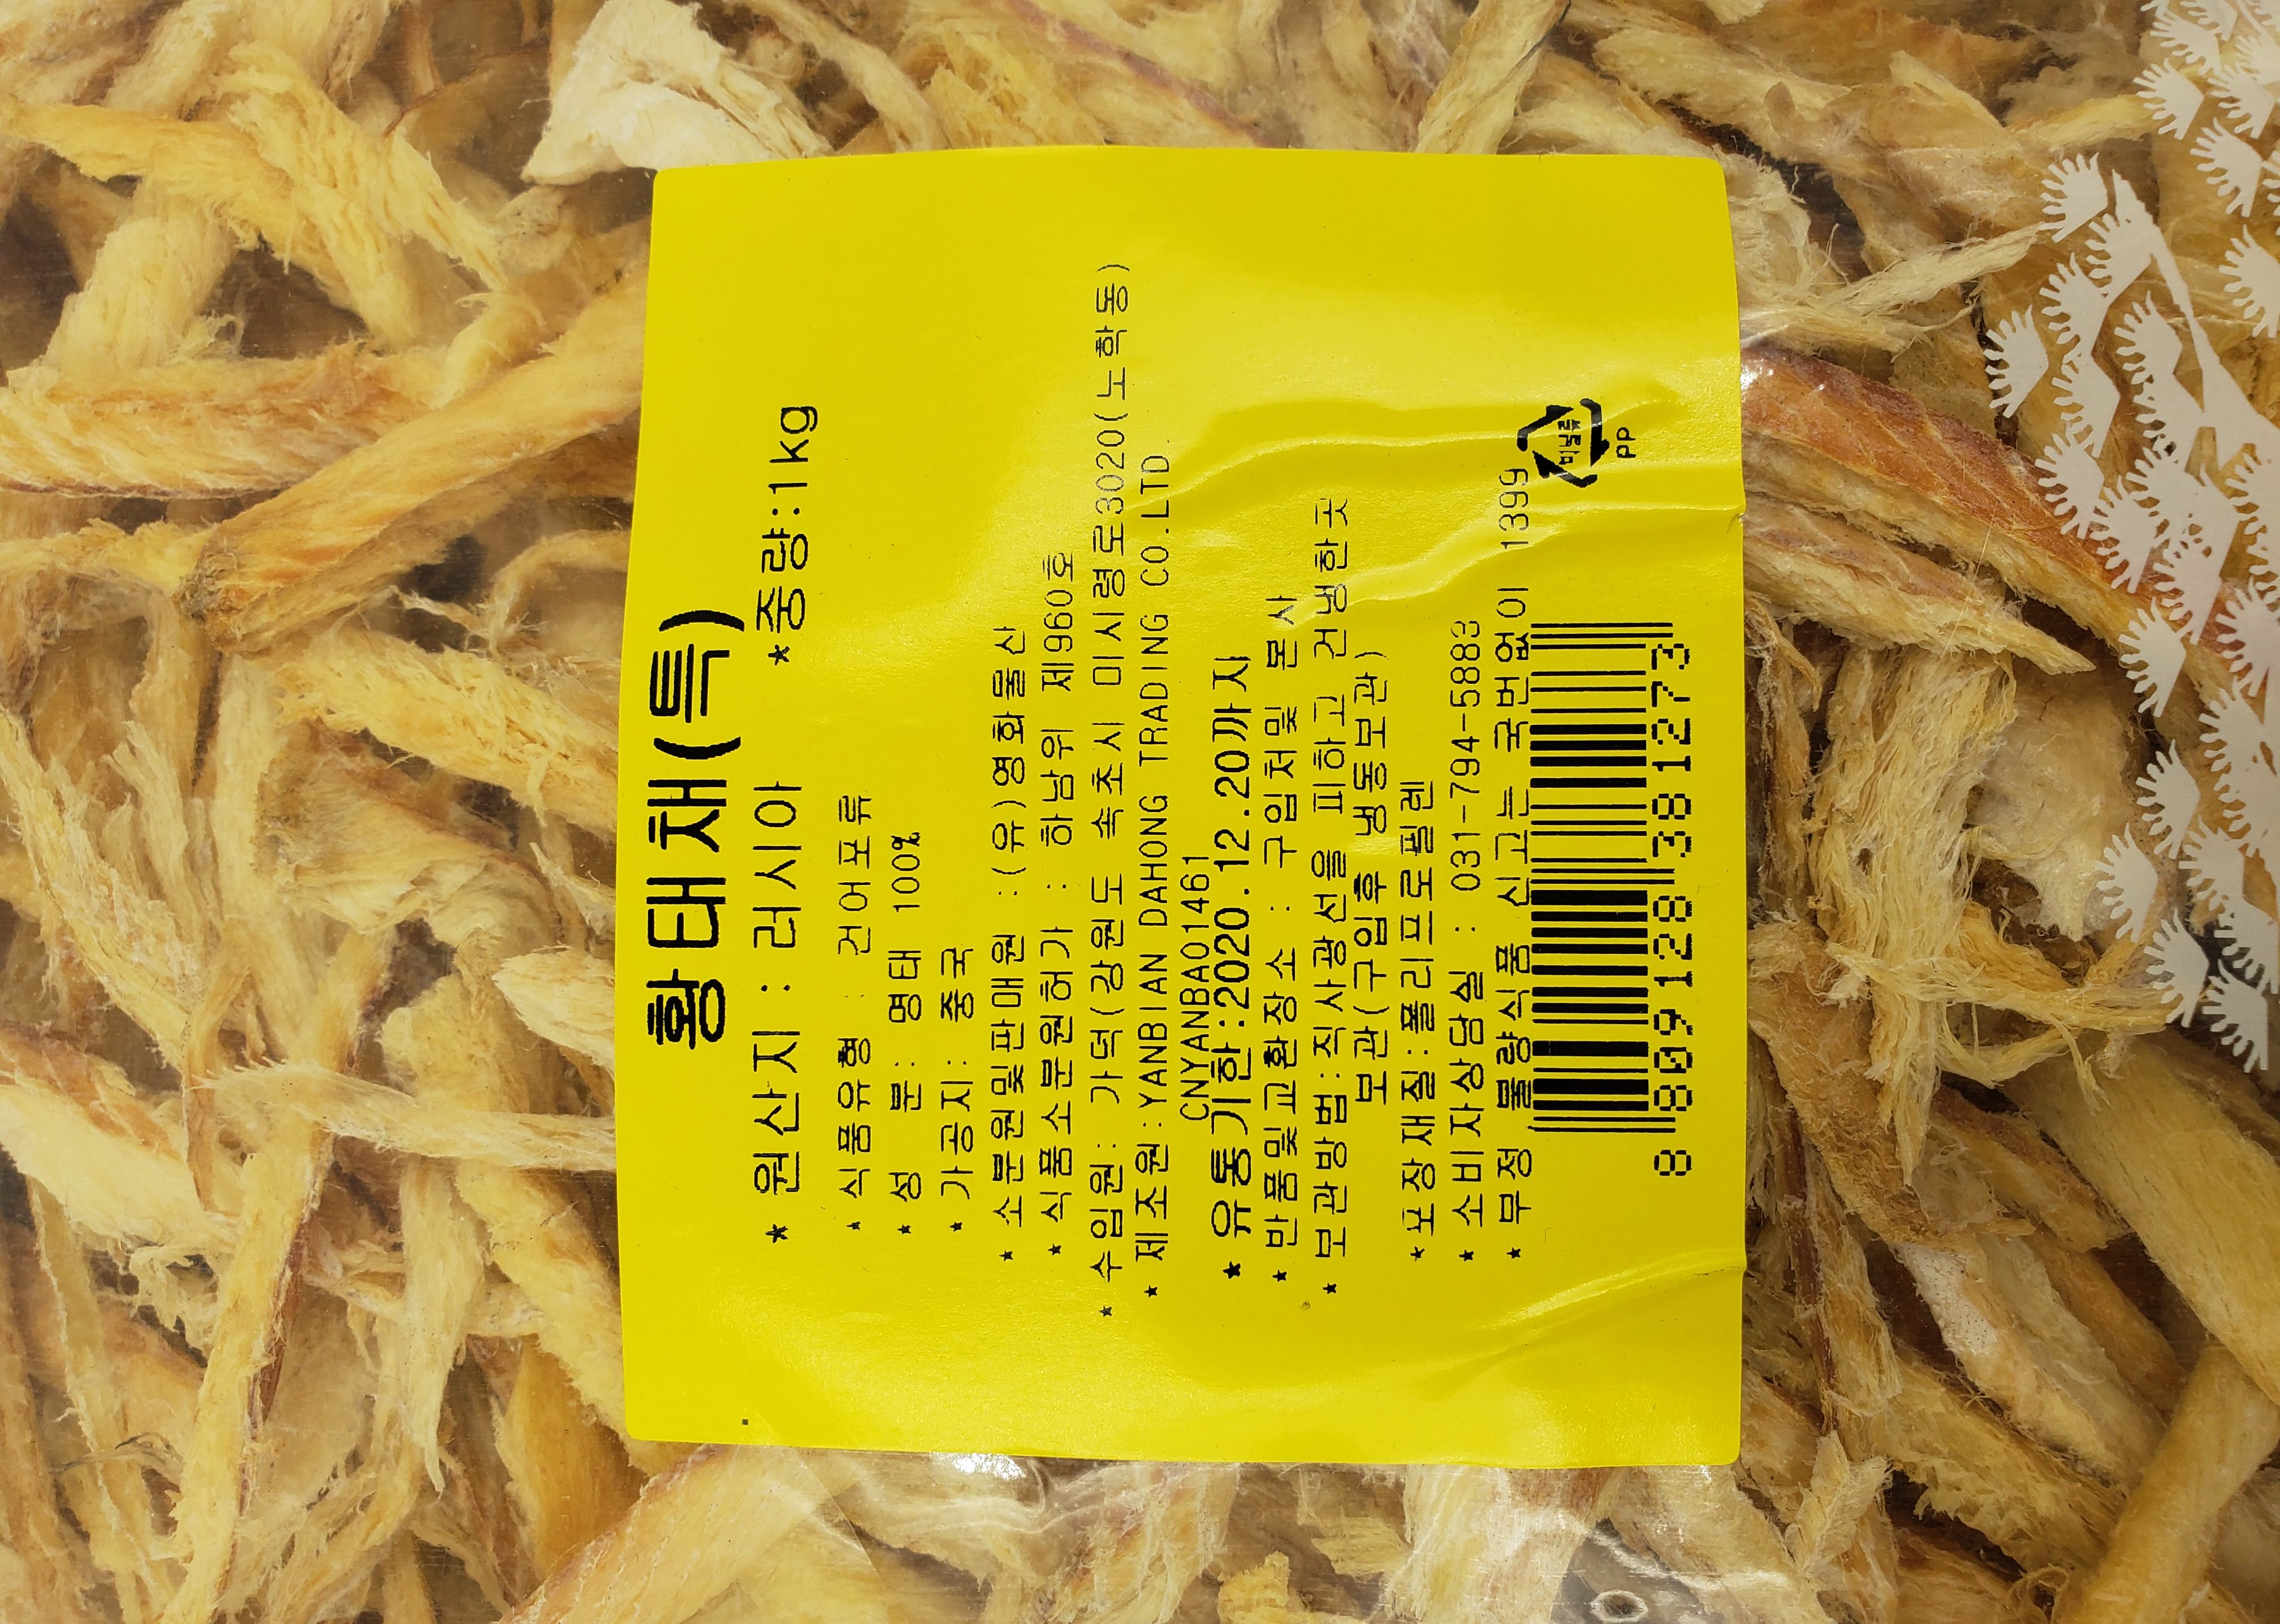 황태채(특)
* 원산지 : 러시아 *중량:1kg
* 식품유형 : 건어포류
* 성 분: 명태 100%
* 가공지: 중국
* 소분원및판매원 :(유)영화물산
* 식품소분원허가 : 하남위 제960호
* 수입원: 가덕(강원도 속초시 미시령로3020(노학동)
* 제조원:YANBIAN DAHONG TRADING CO.LTD
CNYANBA01461
* 유통기한:2020.12.20까지
* 반품및교환장소 : 구입처및 본사
* 보관방법:직사광선을 피하고 건냉한곳
보관(구입후 냉동보관)
*포장재질:폴리프로필렌
* 소비자상담실 : 031-794-5883
* 부정 불량식품 신고는 국번없이 1399
비닐류
PP
8 809128 381273